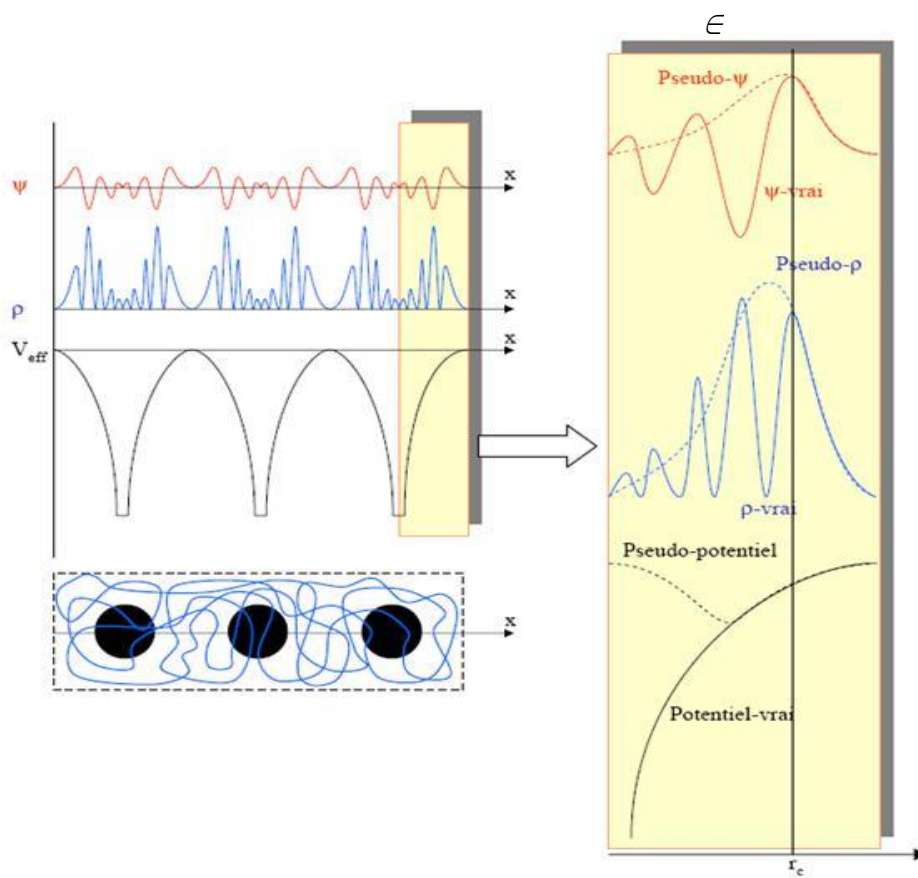 ∈
Pseudo-ψ
ψ-vrai
Pseudo-ρ
ρ-vrai
Pseudo-potentiel
Potentiel-vrai
r_c
ψ
x
ρ
x
V_eff
x
x